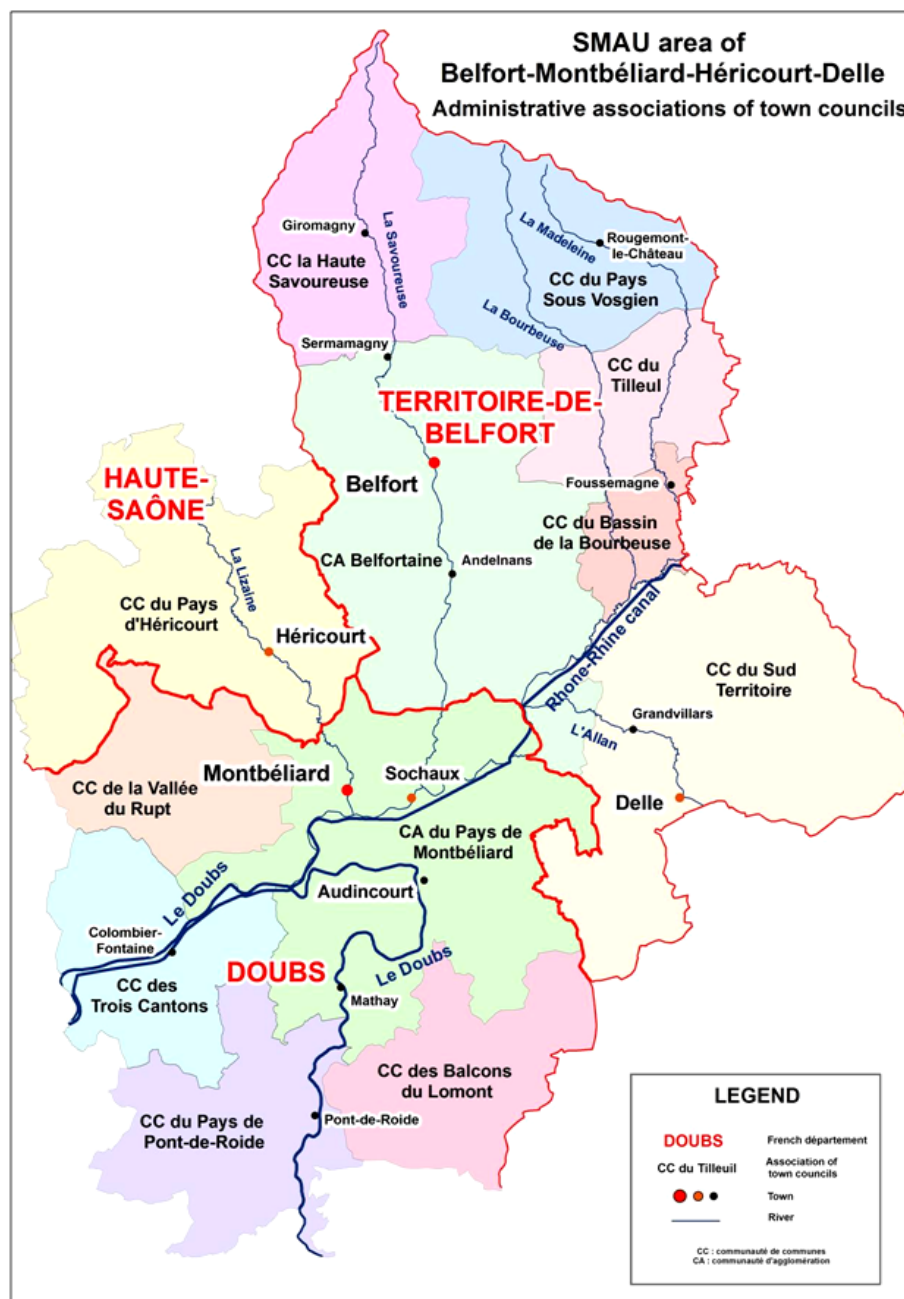 SMAU area of
Belfort-Montbéliard-Héricourt-Delle
Administrative associations of town councils
Giromagny
La Savoureuse
CC la Haute
Savoureuse
La Madeleine
Rougemont-
le-Château
CC du Pays
Sous Vosgien
La Bourbeuse
Sermamagny
CC du
Tilleul
TERRITOIRE-DE-
BELFORT
HAUTE-
SAÔNE
Belfort
Foussemagne
CC du Bassin
de la Bourbeuse
La Lizaine
CA Belfortaine
Andelnans
CC du Pays
d'Héricourt
Héricourt
Rhone-Rhine canal
CC du Sud
Territoire
Grandvillars
L'Allan
Montbéliard
Sochaux
CC de la Vallée
du Rupt
Delle
CA du Pays de
Montbéliard
Le Doubs
Audincourt
Colombier-
Fontaine
DOUBS
Le Doubs
CC des
Trois Cantons
Mathay
CC des Balcons
du Lomont
CC du Pays de
Pont-de-Roide
Pont-de-Roide
LEGEND
DOUBS
French département
CC du Tilleuil
Association of
town councils
Town
River
CC : communauté de communes
CA : communauté d'agglomération